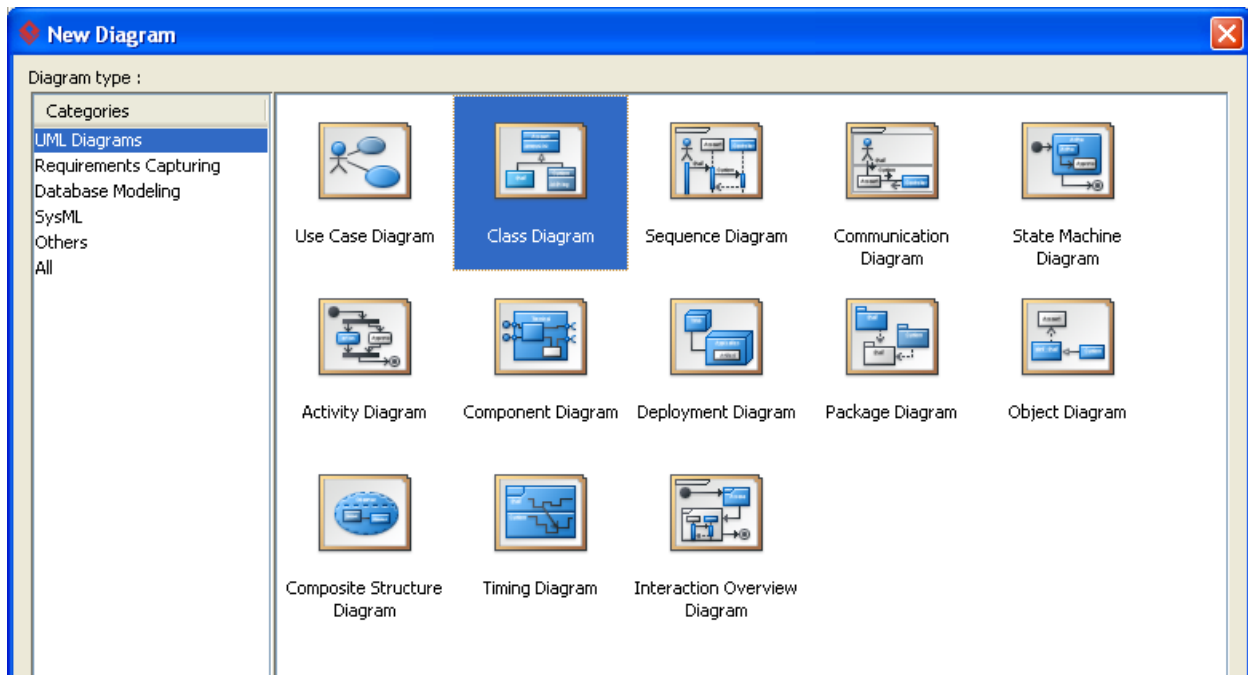 New Diagram
Diagram type :
Categories
UML Diagrams
Requirements Capturing
Database Modeling
SysML
Others
All
Use Case Diagram
Class Diagram
Sequence Diagram
Communication
Diagram
State Machine
Diagram
Activity Diagram
Component Diagram
Deployment Diagram
Package Diagram
Object Diagram
Composite Structure
Diagram
Timing Diagram
Interaction Overview
Diagram